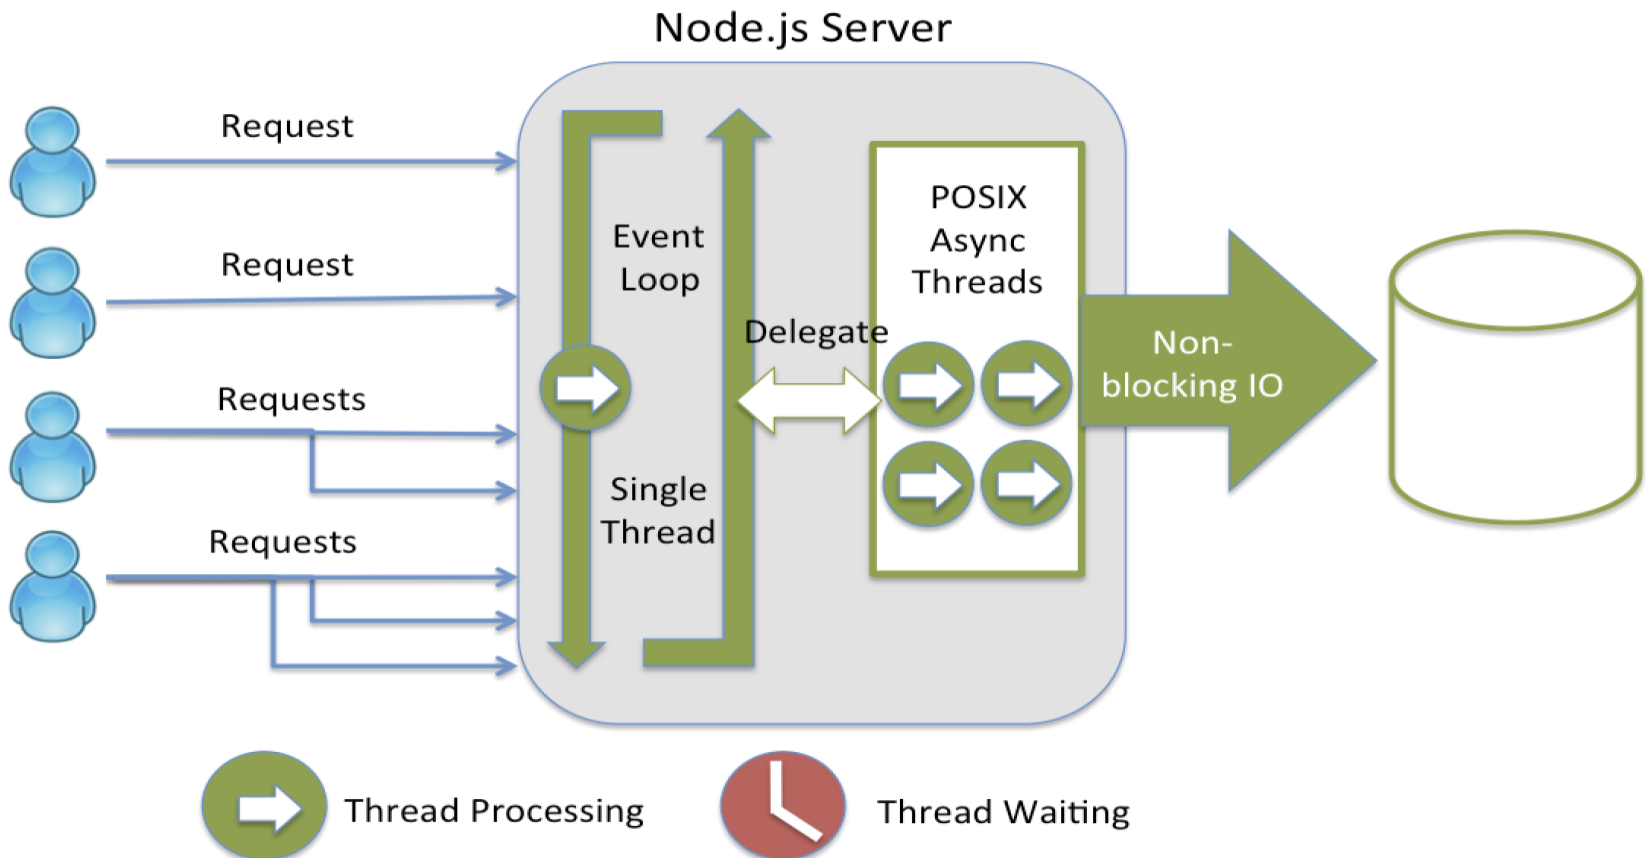 Node.js Server
Request
Request
Requests
Requests
Event
Loop
Single
Thread
Delegate
POSIX
Async
Threads
Non-
blocking IO
Thread Processing
Thread Waiting